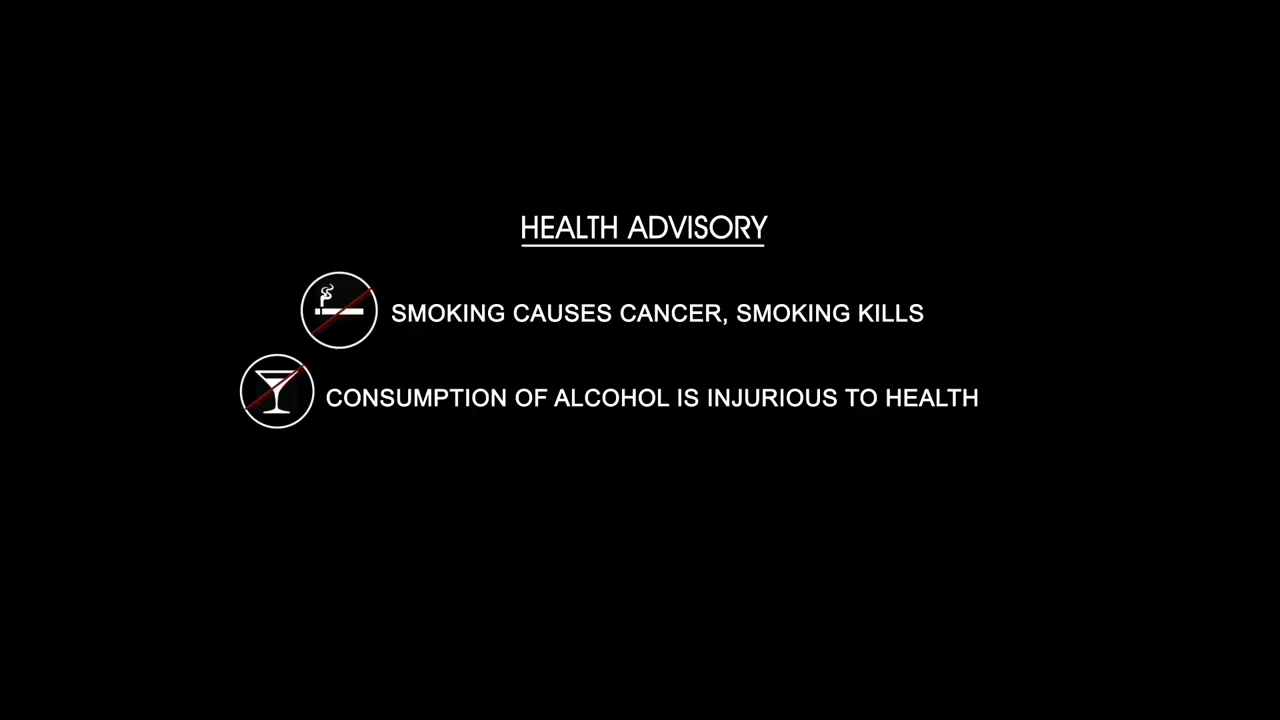 HEALTH ADVISORY
SMOKING CAUSES CANCER, SMOKING KILLS
CONSUMPTION OF ALCOHOL IS INJURIOUS TO HEALTH